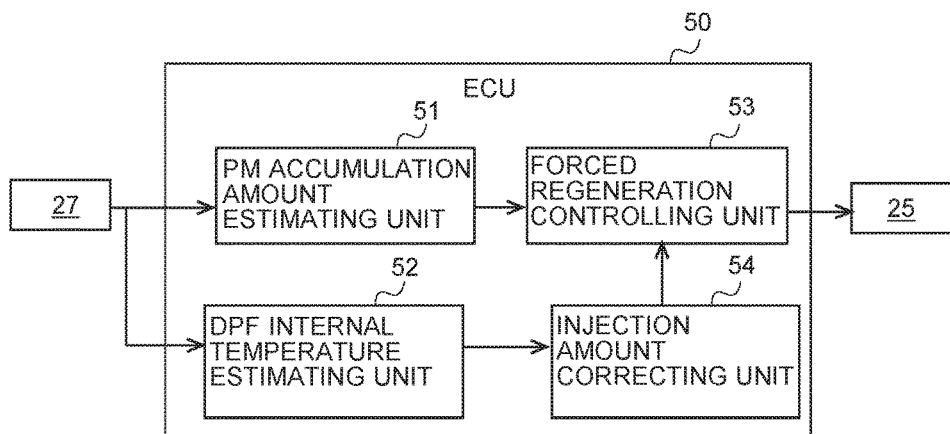 50
ECU
51
53
PM ACCUMULATION
AMOUNT
ESTIMATING UNIT
FORCED
REGENERATION
CONTROLLING UNIT
27
25
52
54
DPF INTERNAL
TEMPERATURE
ESTIMATING UNIT
INJECTION
AMOUNT
CORRECTING UNIT